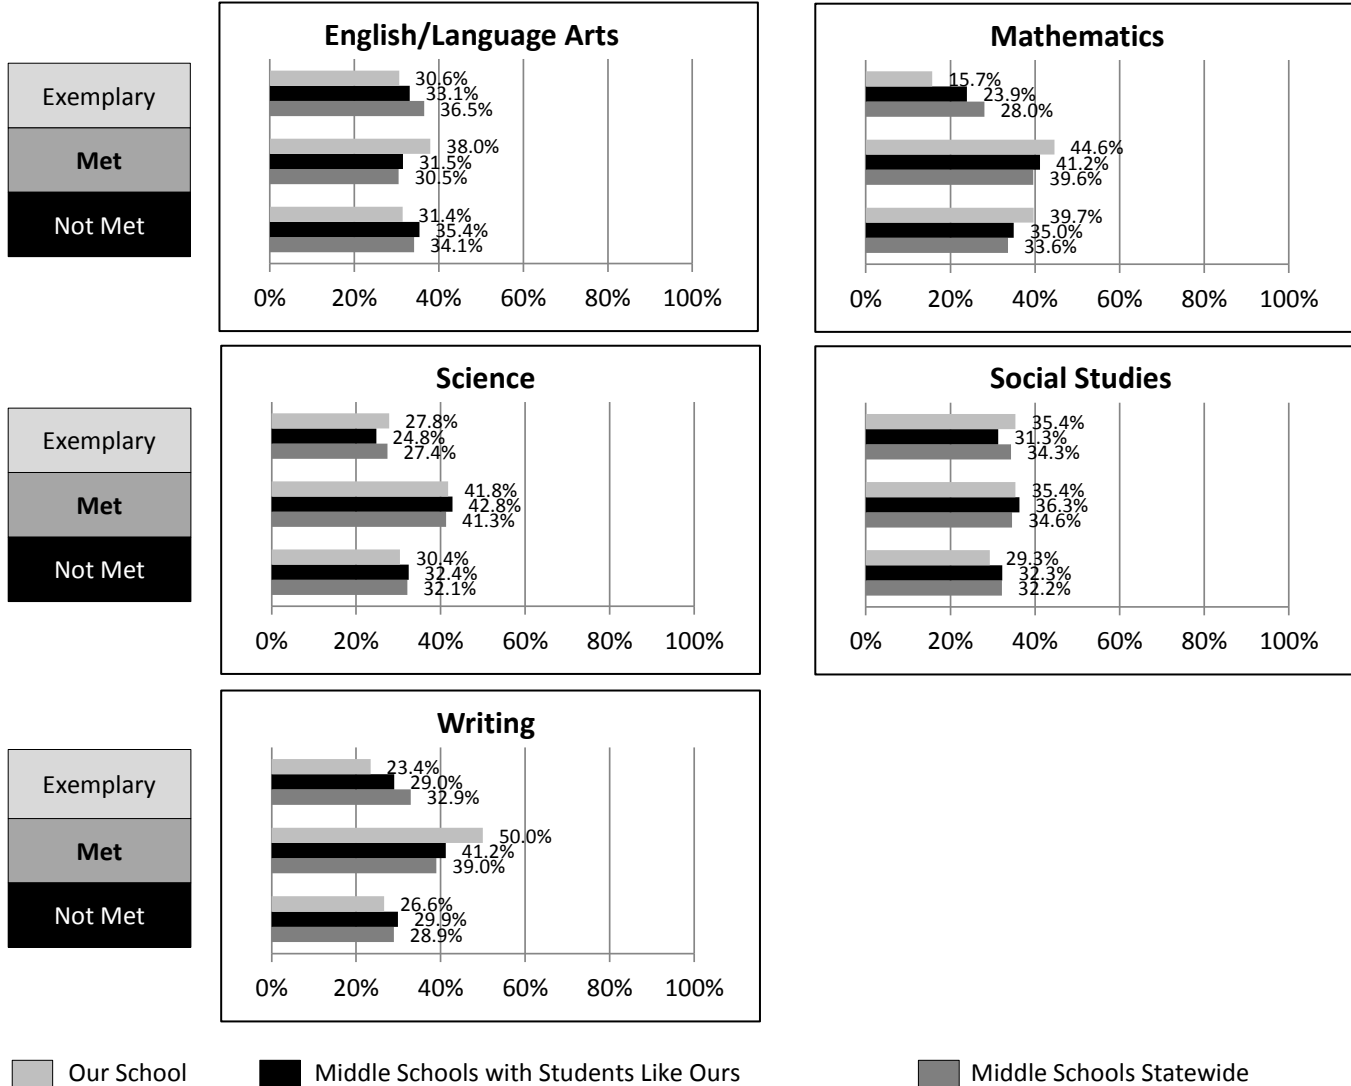 English/Language Arts
Exemplary
Met
Not Met
30.6%
33.1%
36.5%
38.0%
31.5%
30.5%
31.4%
35.4%
34.1%
0% 20% 40% 60% 80% 100%
Mathematics
15.7%
23.9%
28.0%
44.6%
41.2%
39.6%
39.7%
35.0%
33.6%
0% 20% 40% 60% 80% 100%
Science
Exemplary
Met
Not Met
27.8%
24.8%
27.4%
41.8%
42.8%
41.3%
30.4%
32.4%
32.1%
0% 20% 40% 60% 80% 100%
Social Studies
35.4%
31.3%
34.3%
35.4%
36.3%
34.6%
29.3%
32.3%
32.2%
0% 20% 40% 60% 80% 100%
Writing
Exemplary
Met
Not Met
23.4%
29.0%
32.9%
50.0%
41.2%
39.0%
26.6%
29.9%
28.9%
0% 20% 40% 60% 80% 100%
Our School
Middle Schools with Students Like Ours
Middle Schools Statewide